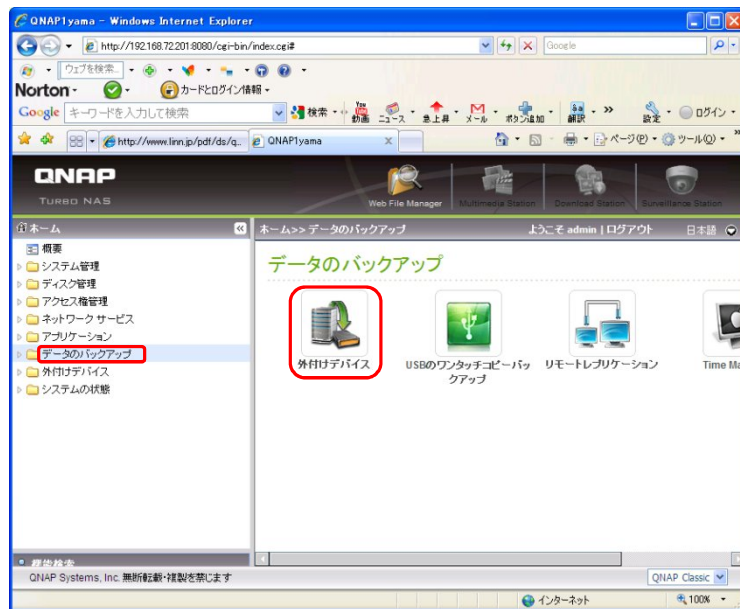 QNAP1yama - Windows Internet Explorer
http://192.168.72.201:8080/cgi-bin/index.cgi#
Google
ウェブを検索...
Norton
カードとログイン情報
Google
キーワードを入力して検索
検索
You
動画
ニュース
急上昇
メール
ボタン追加
翻訳
»
設定
ログイン
http://www.linn.jp/pdf/ds/q...
QNAP1yama
X
ページ(P)
ツール(O)
»
QNAP
TURBO NAS
Web File Manager
Multimedia Station
Download Station
Surveillance Station
ホーム
ホーム>> データのバックアップ
ようこそ admin | ログアウト
日本語
概要
システム管理
ディスク管理
アクセス権管理
ネットワーク サービス
アプリケーション
データのバックアップ
外付けデバイス
システムの状態
データのバックアップ
外付けデバイス
USBのワンタッチコピーバッ
クアップ
リモートレプリケーション
Time Ma
QNAP Systems, Inc. 無断転載・複製を禁じます
QNAP Classic
インターネット
100%